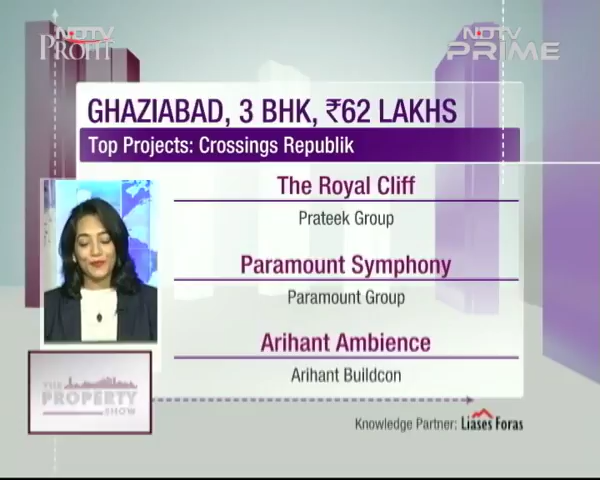 NDTV
PROFIT
NDTV
PRIME
GHAZIABAD, 3 BHK, ₹62 LAKHS
Top Projects: Crossings Republik
The Royal Cliff
Prateek Group
Paramount Symphony
Paramount Group
Arihant Ambience
Arihant Buildcon
THE
PROPERTY
SHOW
Knowledge Partner: Liases Foras